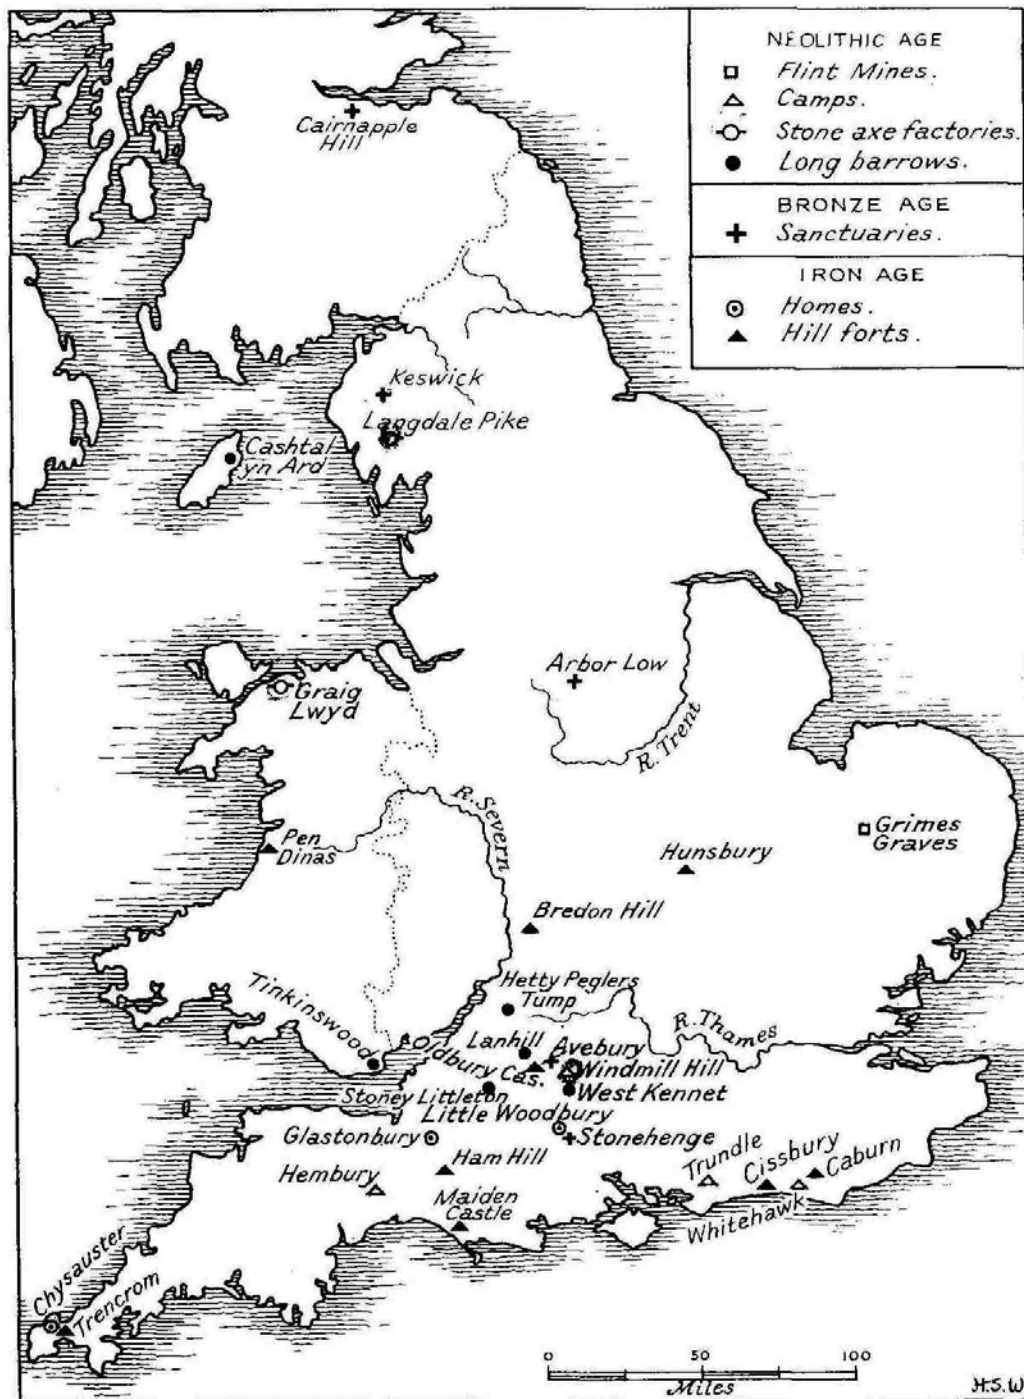 NEOLITHIC AGE
Flint Mines.
Camps.
Stone axe factories.
Long barrows.
BRONZE AGE
Sanctuaries.
IRON AGE
Homes.
Hill forts.
Cairnapple
Hill
Keswick
Langdale Pike
Cashtal
yn Ard
Arbor Low
Graig
Lwyd
R. Trent
R. Severn
Pen
Dinas
Grimes
Graves
Hunsbury
Bredon Hill
Hetty Peglers
Tump
Tinkinswood
R. Thames
Lanhill
Avebury
Oldbury Cas.
Windmill Hill
Stoney Littleton
West Kennet
Little Woodbury
Glastonbury
Stonehenge
Ham Hill
Hembury
Trundle
Cissbury
Caburn
Maiden
Castle
Whitehawk
Chysauster
Trencrom
0 50 100
Miles
H.S.W